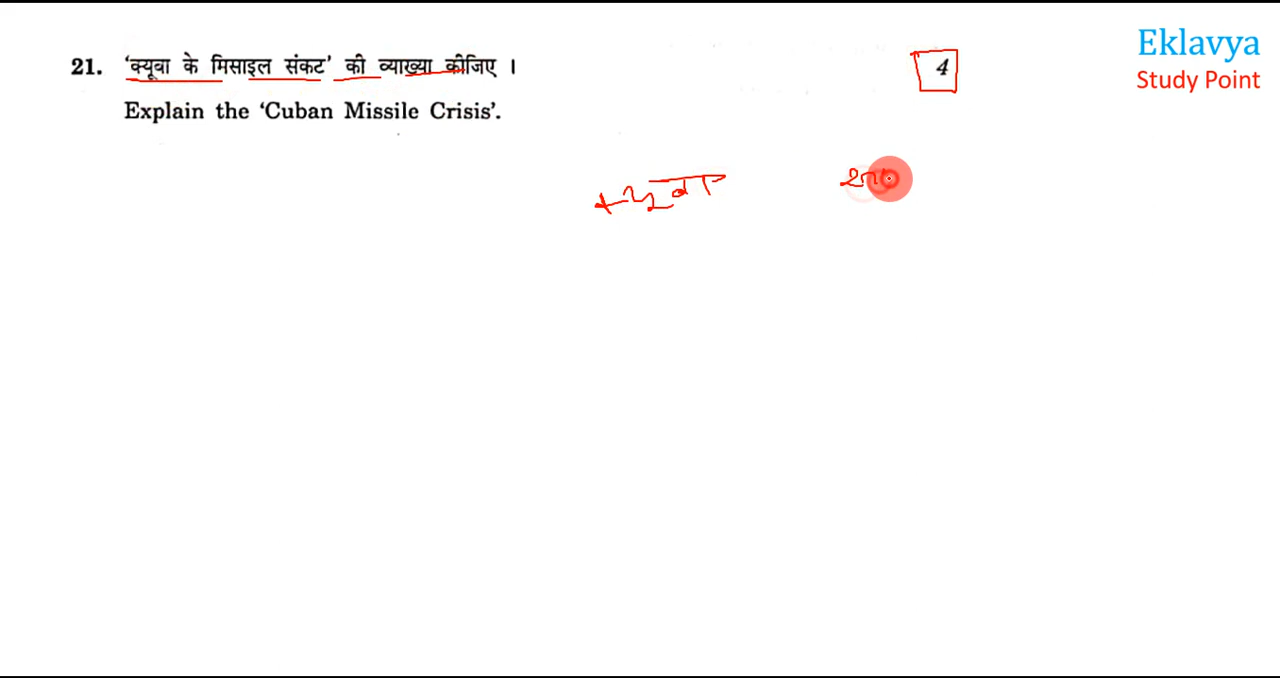 Eklavya
Study Point
21. 'क्यूवा के मिसाइल संकट' की व्याख्या कीजिए । 4
Explain the 'Cuban Missile Crisis'.
क्यूवा